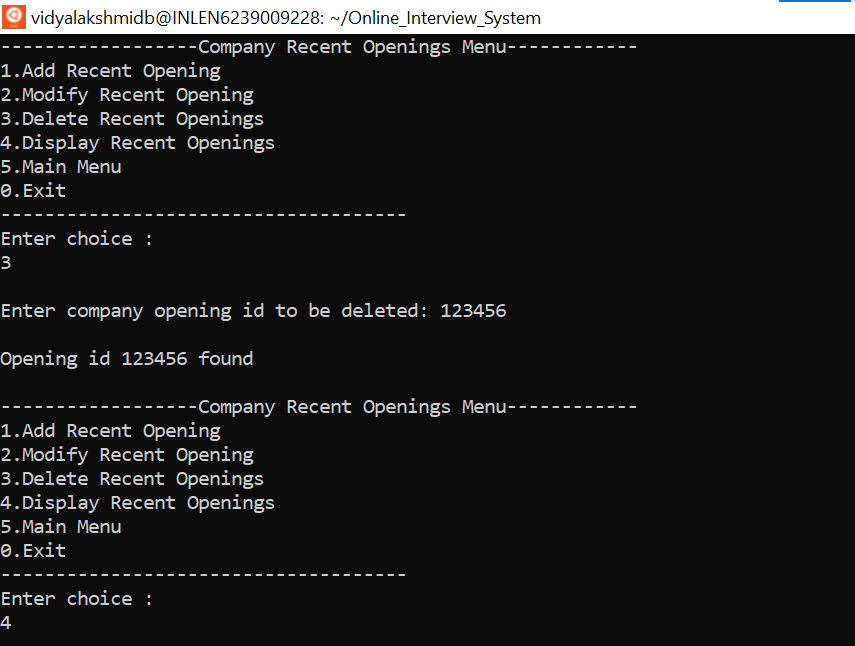 vidyalakshmidb@INLEN6239009228: ~/Online_Interview_System
------------------Company Recent Openings Menu------------
1.Add Recent Opening
2.Modify Recent Opening
3.Delete Recent Openings
4.Display Recent Openings
5.Main Menu
0.Exit
-------------------------------------
Enter choice :
3
Enter company opening id to be deleted: 123456
Opening id 123456 found
------------------Company Recent Openings Menu------------
1.Add Recent Opening
2.Modify Recent Opening
3.Delete Recent Openings
4.Display Recent Openings
5.Main Menu
0.Exit
-------------------------------------
Enter choice :
4